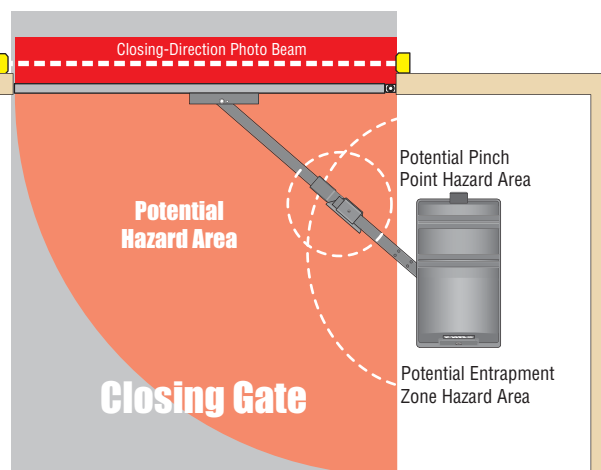 Closing-Direction Photo Beam
Potential Pinch
Point Hazard Area
Potential
Hazard Area
Potential Entrapment
Zone Hazard Area
Closing Gate